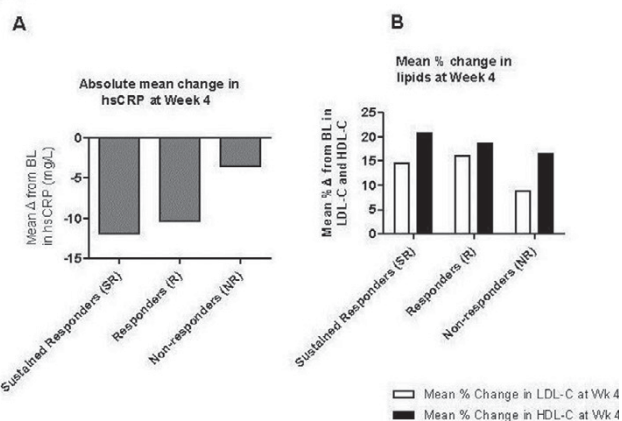 A
Absolute mean change in
hsCRP at Week 4
Mean Δ from BL
in hsCRP (mg/L)
0
-5
-10
-15
Sustained Responders (SR)
Responders (R)
Non-responders (NR)
B
Mean % change in
lipids at Week 4
Mean % Δ from BL in
LDL-C and HDL-C
25
20
15
10
5
0
Sustained Responders (SR)
Responders (R)
Non-responders (NR)
Mean % Change in LDL-C at Wk 4
Mean % Change in HDL-C at Wk 4